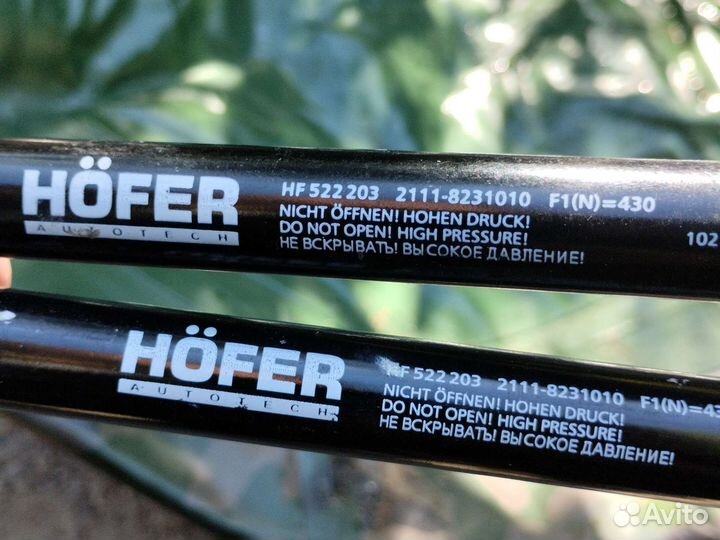 HÖFER
AUTOTECH
HF 522 203 2111-8231010 F1(N)=430
NICHT ÖFFNEN! HOHEN DRUCK!
DO NOT OPEN! HIGH PRESSURE!
НЕ ВСКРЫВАТЬ! ВЫСОКОЕ ДАВЛЕНИЕ!
102
HÖFER
AUTOTECH
HF 522 203 2111-8231010 F1(N)=43
NICHT ÖFFNEN! HOHEN DRUCK!
DO NOT OPEN! HIGH PRESSURE!
НЕ ВСКРЫВАТЬ! ВЫСОКОЕ ДАВЛЕНИЕ!
Avito